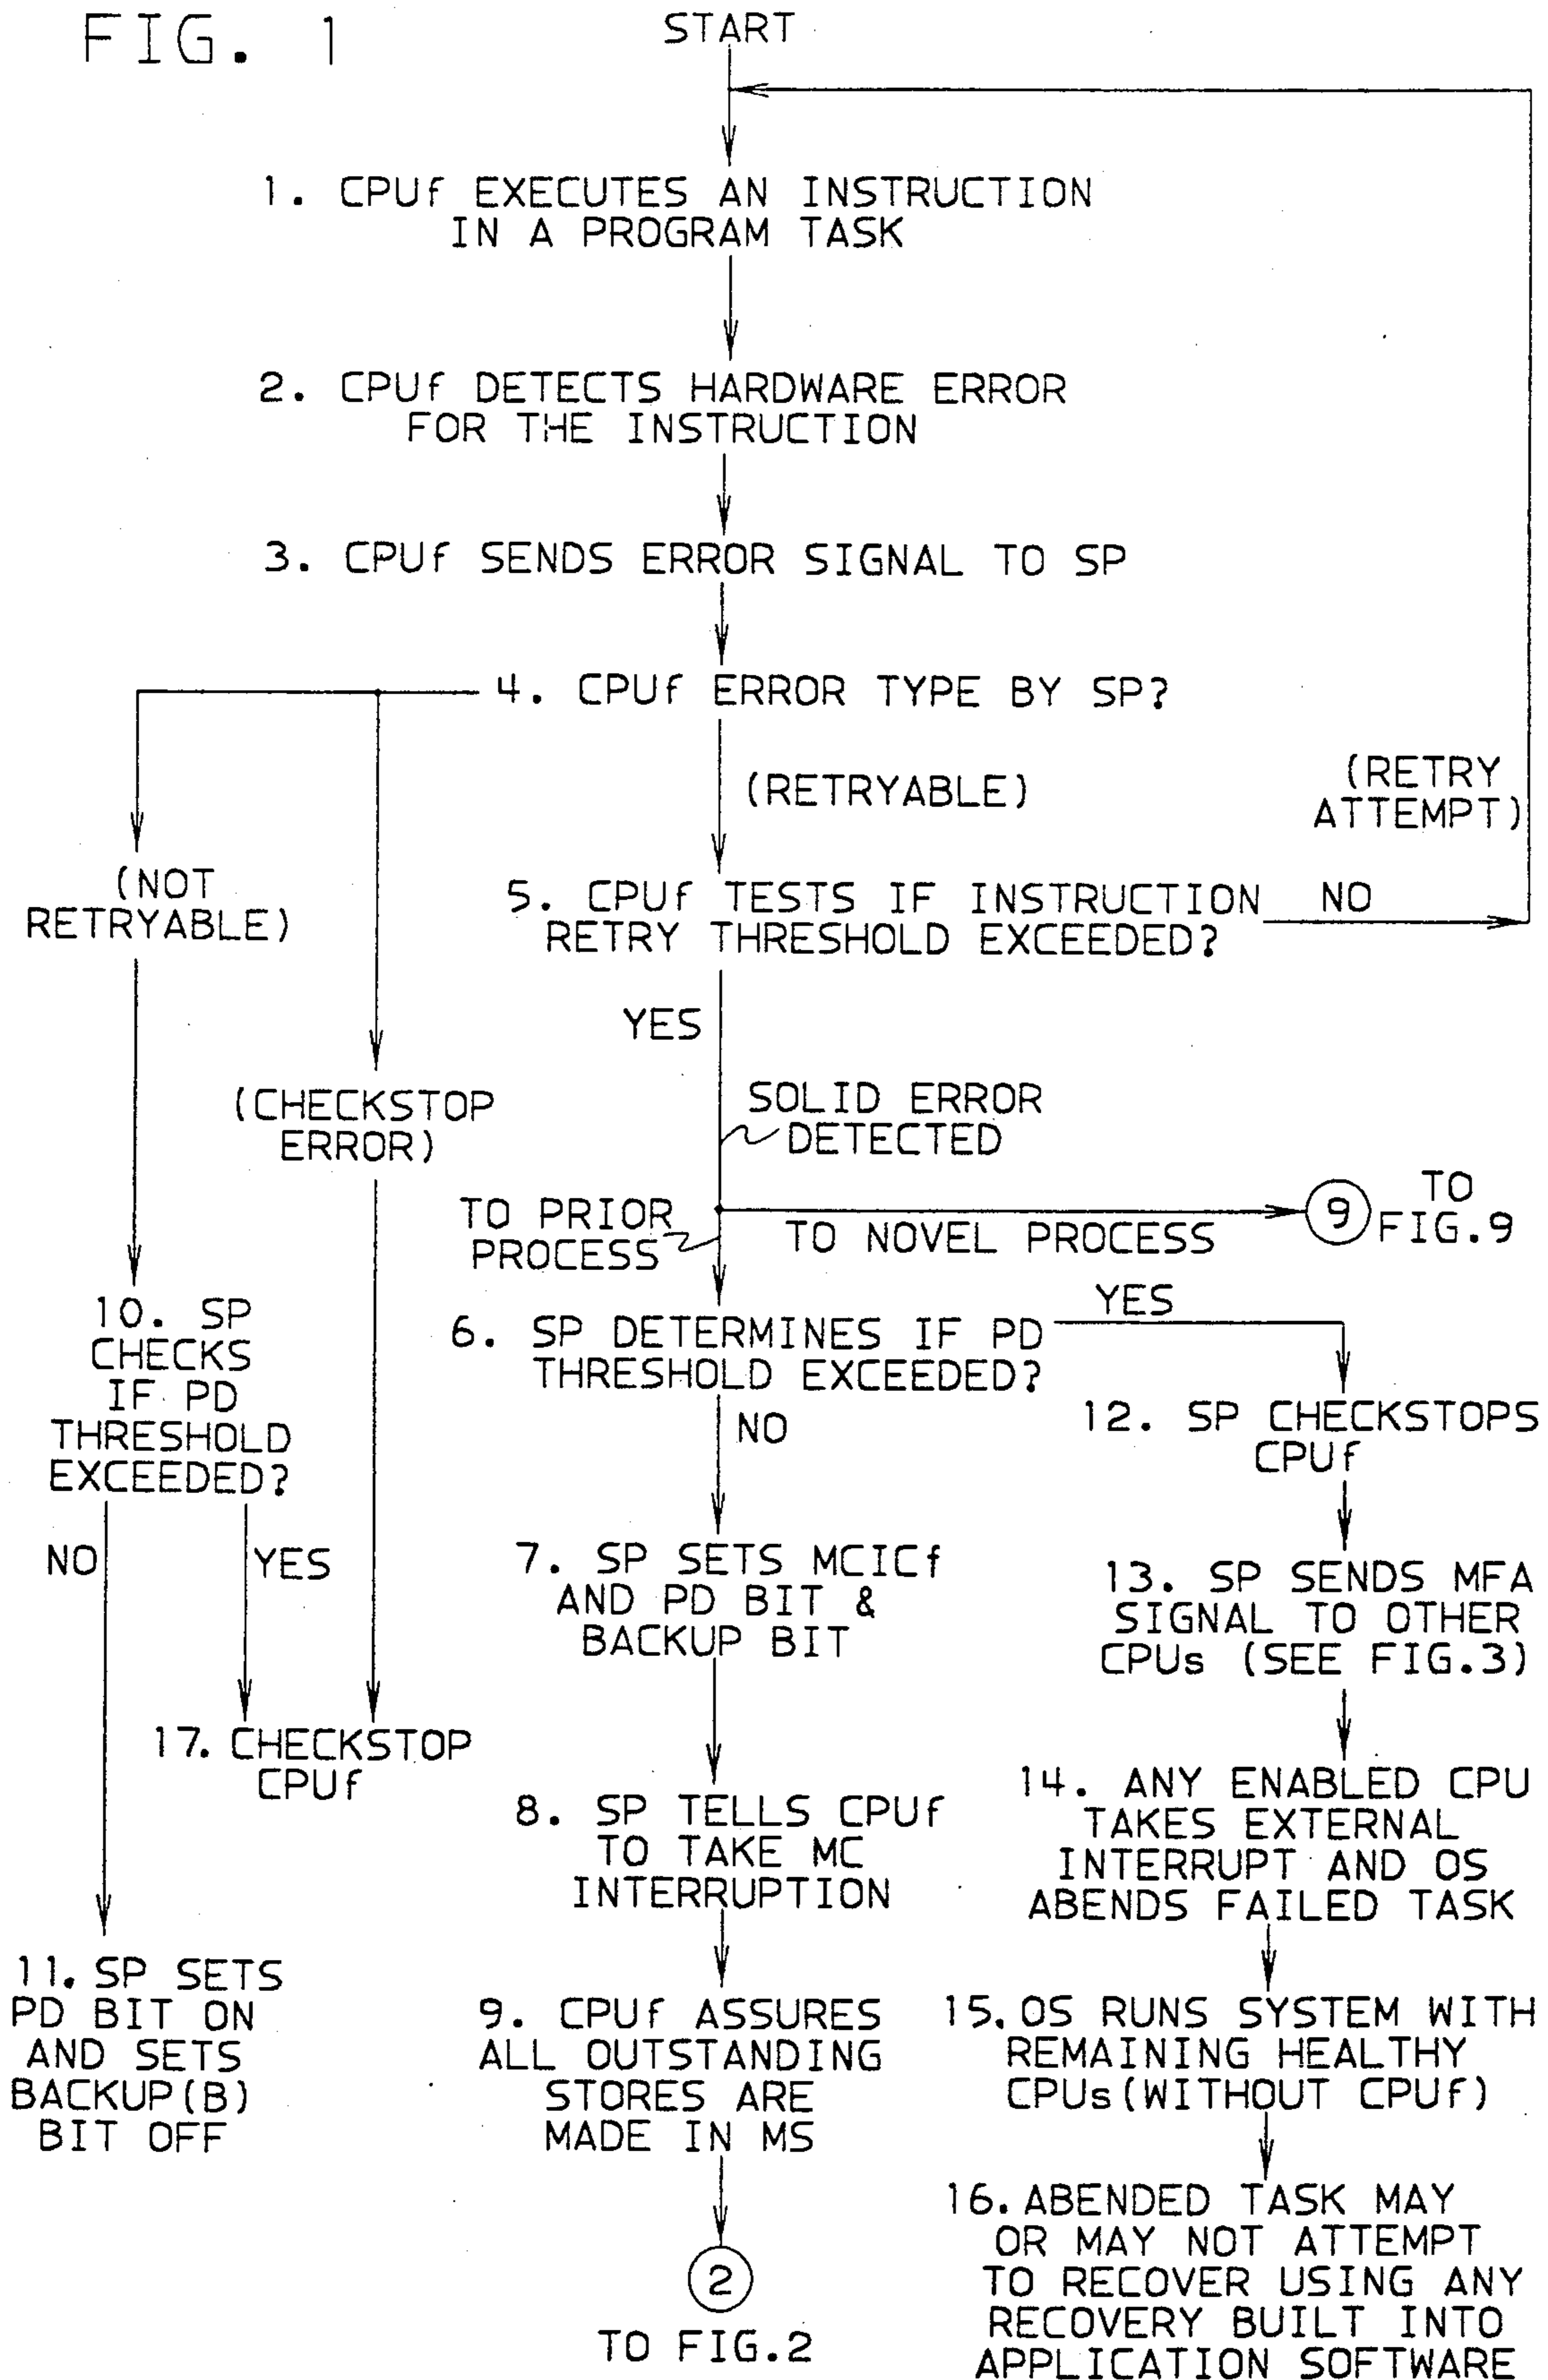 FIG. 1
START
1. CPUf EXECUTES AN INSTRUCTION
IN A PROGRAM TASK
2. CPUf DETECTS HARDWARE ERROR
FOR THE INSTRUCTION
3. CPUf SENDS ERROR SIGNAL TO SP
4. CPUf ERROR TYPE BY SP?
(RETRYABLE)
(RETRY
ATTEMPT)
(NOT
RETRYABLE)
5. CPUf TESTS IF INSTRUCTION
RETRY THRESHOLD EXCEEDED?
NO
YES
(CHECKSTOP
ERROR)
SOLID ERROR
DETECTED
TO PRIOR
PROCESS
TO NOVEL PROCESS
9
TO
FIG.9
10. SP
CHECKS
IF PD
THRESHOLD
EXCEEDED?
NO
YES
6. SP DETERMINES IF PD
THRESHOLD EXCEEDED?
YES
NO
12. SP CHECKSTOPS
CPUf
7. SP SETS MCICf
AND PD BIT &
BACKUP BIT
13. SP SENDS MFA
SIGNAL TO OTHER
CPUs (SEE FIG.3)
17. CHECKSTOP
CPUf
8. SP TELLS CPUf
TO TAKE MC
INTERRUPTION
14. ANY ENABLED CPU
TAKES EXTERNAL
INTERRUPT AND OS
ABENDS FAILED TASK
11. SP SETS
PD BIT ON
AND SETS
BACKUP(B)
BIT OFF
9. CPUf ASSURES
ALL OUTSTANDING
STORES ARE
MADE IN MS
15. OS RUNS SYSTEM WITH
REMAINING HEALTHY
CPUs(WITHOUT CPUf)
2
TO FIG.2
16. ABENDED TASK MAY
OR MAY NOT ATTEMPT
TO RECOVER USING ANY
RECOVERY BUILT INTO
APPLICATION SOFTWARE